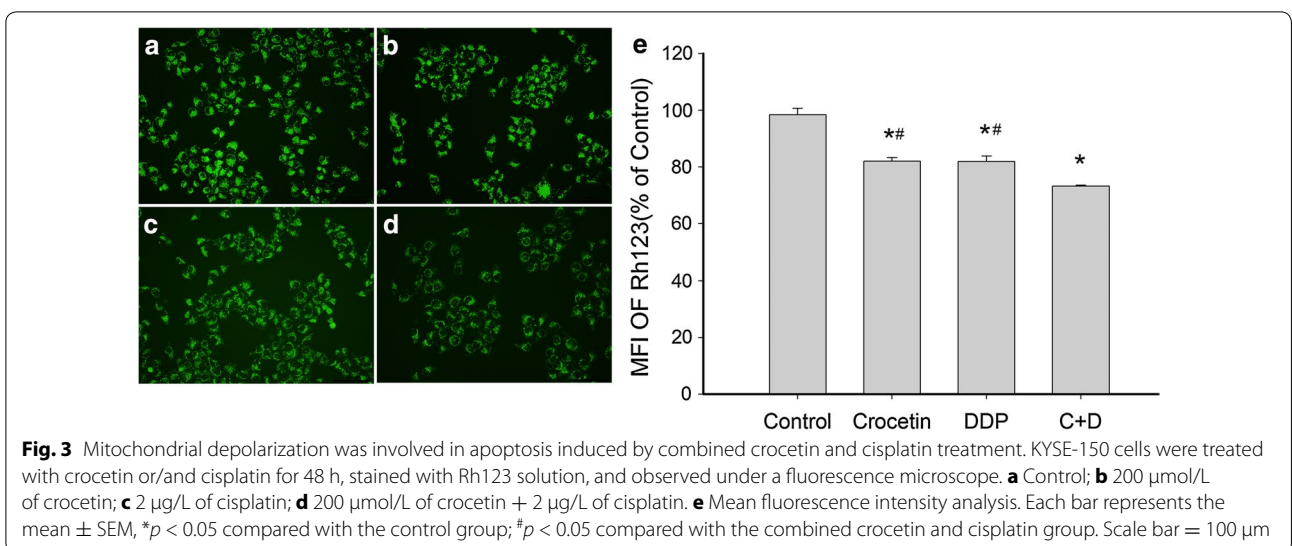 a
b
c
d
e
120
100
80
60
40
20
0
MFI OF Rh123(% of Control)
*#
*#
*
Control Crocetin DDP C+D
Fig. 3 Mitochondrial depolarization was involved in apoptosis induced by combined crocetin and cisplatin treatment. KYSE-150 cells were treated
with crocetin or/and cisplatin for 48 h, stained with Rh123 solution, and observed under a fluorescence microscope. a Control; b 200 μmol/L
of crocetin; c 2 μg/L of cisplatin; d 200 μmol/L of crocetin + 2 μg/L of cisplatin. e Mean fluorescence intensity analysis. Each bar represents the
mean ± SEM, *p < 0.05 compared with the control group; #p < 0.05 compared with the combined crocetin and cisplatin group. Scale bar = 100 μm